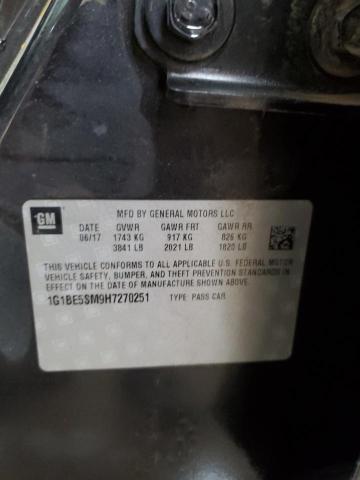 GM
MFD BY GENERAL MOTORS LLC
DATE GVWR GAWR FRT GAWR RR
06/17 1743 KG 917 KG 826 KG
3841 LB 2021 LB 1820 LB
THIS VEHICLE CONFORMS TO ALL APPLICABLE U.S. FEDERAL MOTOR
VEHICLE SAFETY, BUMPER, AND THEFT PREVENTION STANDARDS
IN EFFECT ON THE DATE OF MANUFACTURE SHOWN ABOVE.
1G1BE5SM9H7270251 TYPE PASS CAR